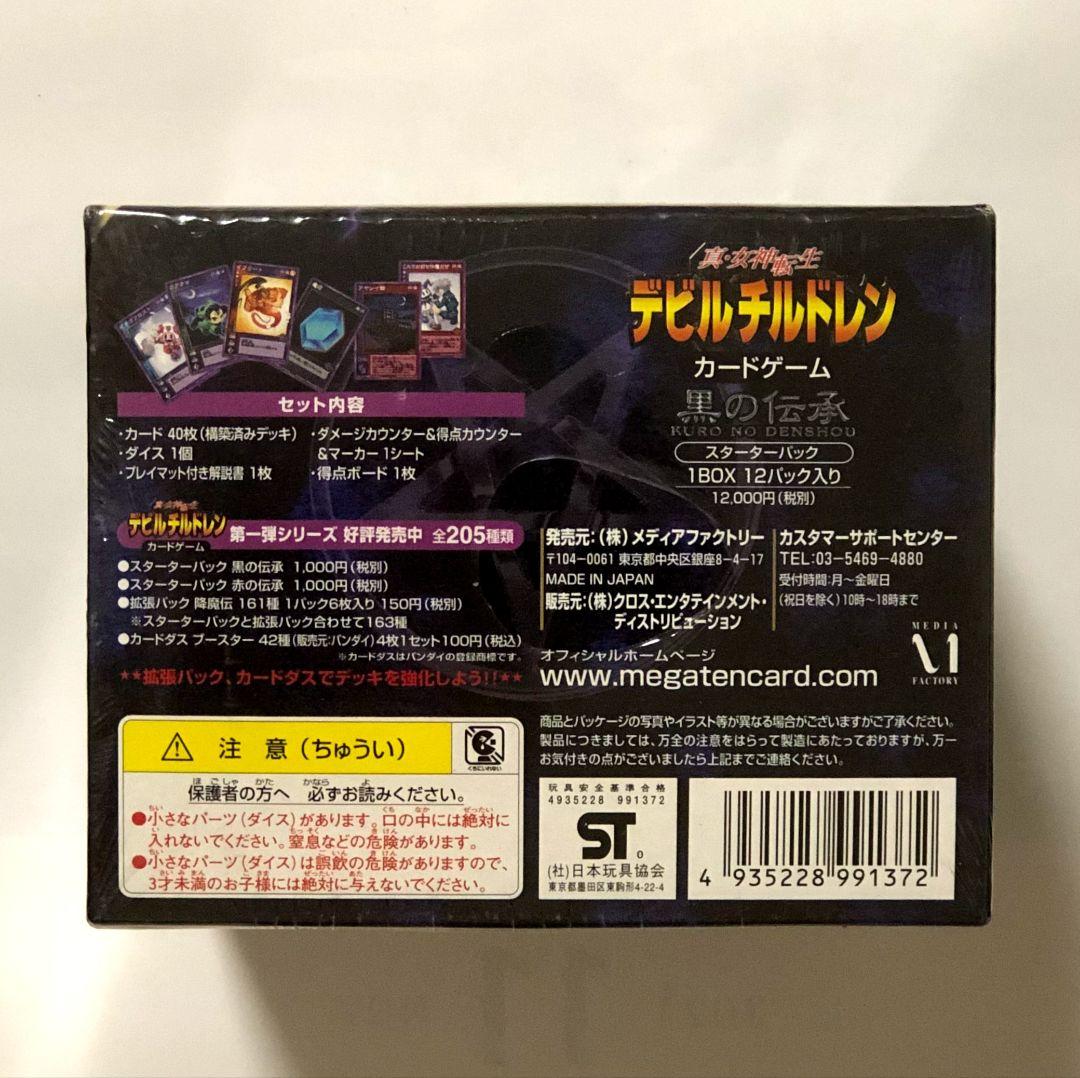 真・女神転生
デビルチルドレン
カードゲーム
黒の伝承
KURO NO DENSHOU
スターターパック
1BOX 12パック入り
12,000円(税別)
セット内容
・カード 40枚(構築済みデッキ)
・ダイス 1個
・プレイマット付き解説書 1枚
・ダメージカウンター&得点カウンター
&マーカー 1シート
・得点ボード 1枚
真・女神転生
デビルチルドレン
カードゲーム
第一弾シリーズ 好評発売中 全205種類
●スターターパック 黒の伝承 1,000円(税別)
●スターターパック 赤の伝承 1,000円(税別)
●拡張パック 降魔伝 161種 1パック6枚入り 150円(税別)
※スターターパックと拡張パック合わせて163種
●カードダス ブースター 42種(販売元:バンダイ)4枚1セット100円(税込)
※カードダスはバンダイの登録商標です。
★★拡張パック、カードダスでデッキを強化しよう!!★★
発売元:(株)メディアファクトリー
〒104-0061 東京都中央区銀座8-4-17
MADE IN JAPAN
販売元:(株)クロス・エンタテインメント・
ディストリビューション
カスタマーサポートセンター
TEL:03-5469-4880
受付時間:月〜金曜日
(祝日を除く)10時〜18時まで
オフィシャルホームページ
www.megatencard.com
MEDIA
FACTORY
注 意(ちゅうい)
くちにいれない
保護者の方へ 必ずお読みください。
●小さなパーツ(ダイス)があります。口の中には絶対に
入れないでください。窒息などの危険があります。
●小さなパーツ(ダイス)は誤飲の危険がありますので、
3才未満のお子様には絶対に与えないでください。
商品とパッケージの写真やイラスト等が異なる場合がございますがご了承ください。
製品につきましては、万全の注意をはらって製造にあたっておりますが、万一
お気付きの点がございましたら上記までご連絡ください。
玩具安全基準合格
4935228 991372
ST
(社)日本玩具協会
東京都墨田区東駒形4-22-4
4 935228 991372